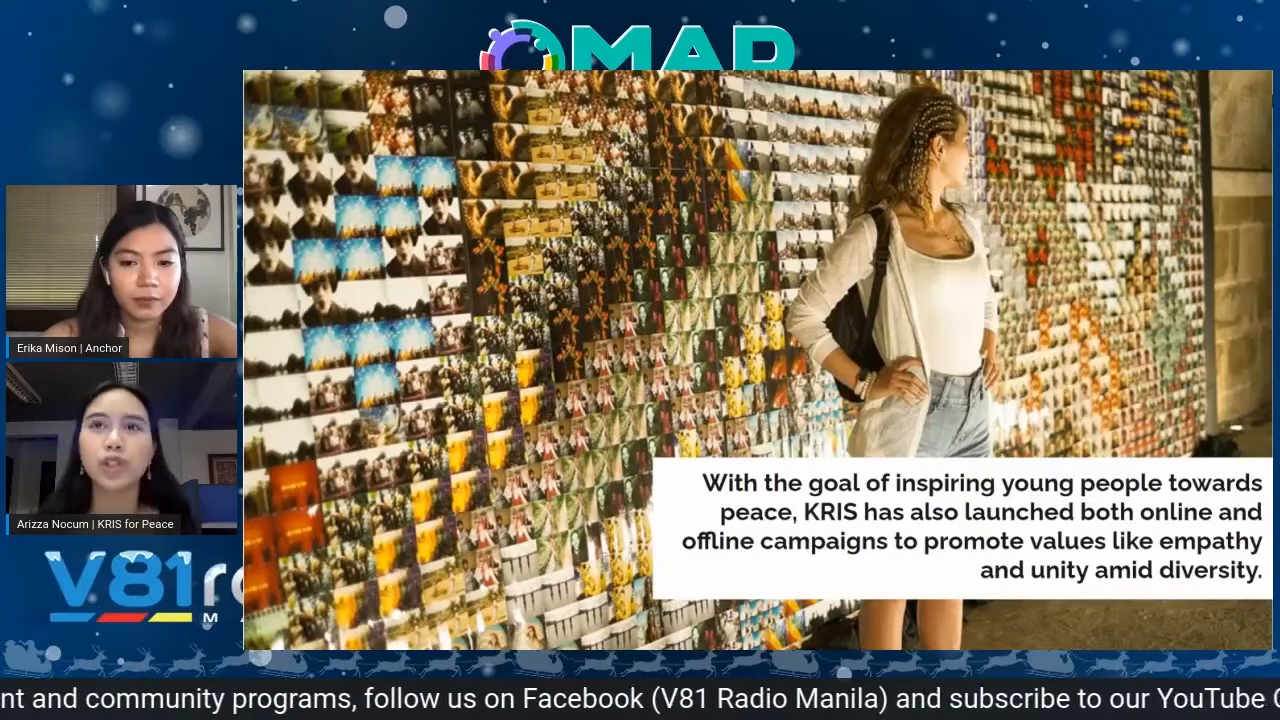 MAD
Erika Mison | Anchor
Arizza Nocum | KRIS for Peace
V81
With the goal of inspiring young people towards
peace, KRIS has also launched both online and
offline campaigns to promote values like empathy
and unity amid diversity.
nt and community programs, follow us on Facebook (V81 Radio Manila) and subscribe to our YouTube